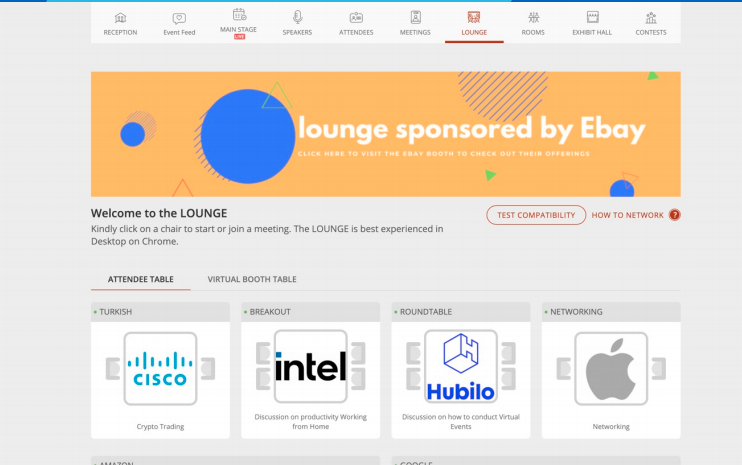 RECEPTION
Event Feed
MAIN STAGE
LIVE
SPEAKERS
ATTENDEES
MEETINGS
LOUNGE
ROOMS
EXHIBIT HALL
CONTESTS
lounge sponsored by Ebay
CLICK HERE TO VISIT THE EBAY BOOTH TO CHECK OUT THEIR OFFERINGS
Welcome to the LOUNGE
Kindly click on a chair to start or join a meeting. The LOUNGE is best experienced in
Desktop on Chrome.
TEST COMPATIBILITY
HOW TO NETWORK ?
ATTENDEE TABLE
VIRTUAL BOOTH TABLE
TURKISH
CISCO
Crypto Trading
BREAKOUT
intel
Discussion on productivity Working
from Home
ROUNDTABLE
Hubilo
Discussion on how to conduct Virtual
Events
NETWORKING
Networking
AMAZON
GOOGLE